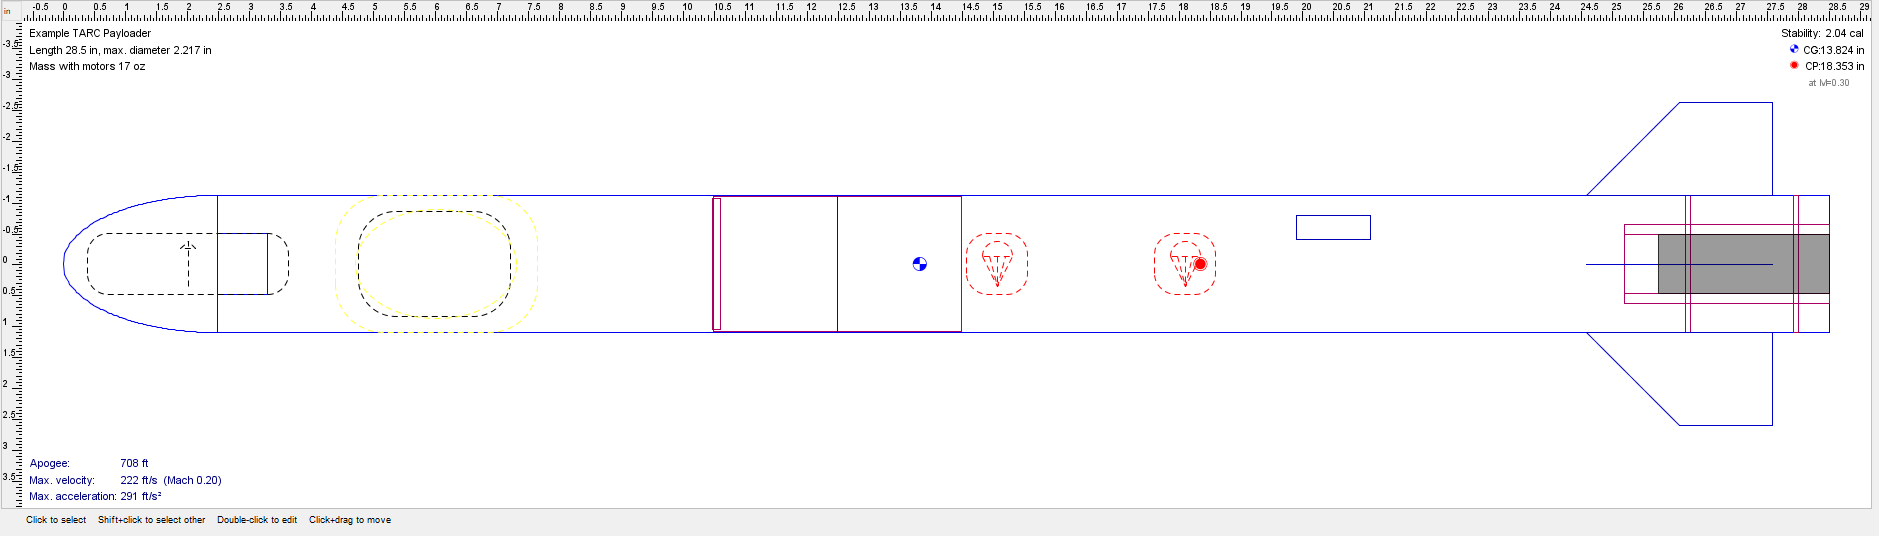 in
-0.5 0 0.5 1 1.5 2 2.5 3 3.5 4 4.5 5 5.5 6 6.5 7 7.5 8 8.5 9 9.5 10 10.5 11 11.5 12 12.5 13 13.5 14 14.5 15 15.5 16 16.5 17 17.5 18 18.5 19 19.5 20 20.5 21 21.5 22 22.5 23 23.5 24 24.5 25 25.5 26 26.5 27 27.5 28 28.5 29
-3.5
-3
-2.5
-2
-1.5
-1
-0.5
0
0.5
1
1.5
2
2.5
3
3.5
Example TARC Payloader
Length 28.5 in, max. diameter 2.217 in
Mass with motors 17 oz
Stability: 2.04 cal
CG:13.824 in
CP:18.353 in
at M=0.30
Apogee: 708 ft
Max. velocity: 222 ft/s (Mach 0.20)
Max. acceleration: 291 ft/s²
Click to select Shift+click to select other Double-click to edit Click+drag to move